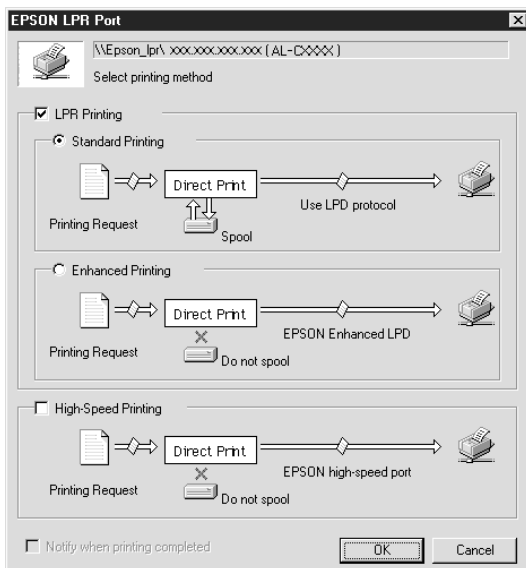 EPSON LPR Port
\\Epson_lpr\ xxx.xxx.xxx.xxx ( AL-CXXXX )
Select printing method
LPR Printing
Standard Printing
Direct Print
Use LPD protocol
Printing Request
Spool
Enhanced Printing
Direct Print
EPSON Enhanced LPD
Printing Request
Do not spool
High-Speed Printing
Direct Print
EPSON high-speed port
Printing Request
Do not spool
Notify when printing completed
OK
Cancel